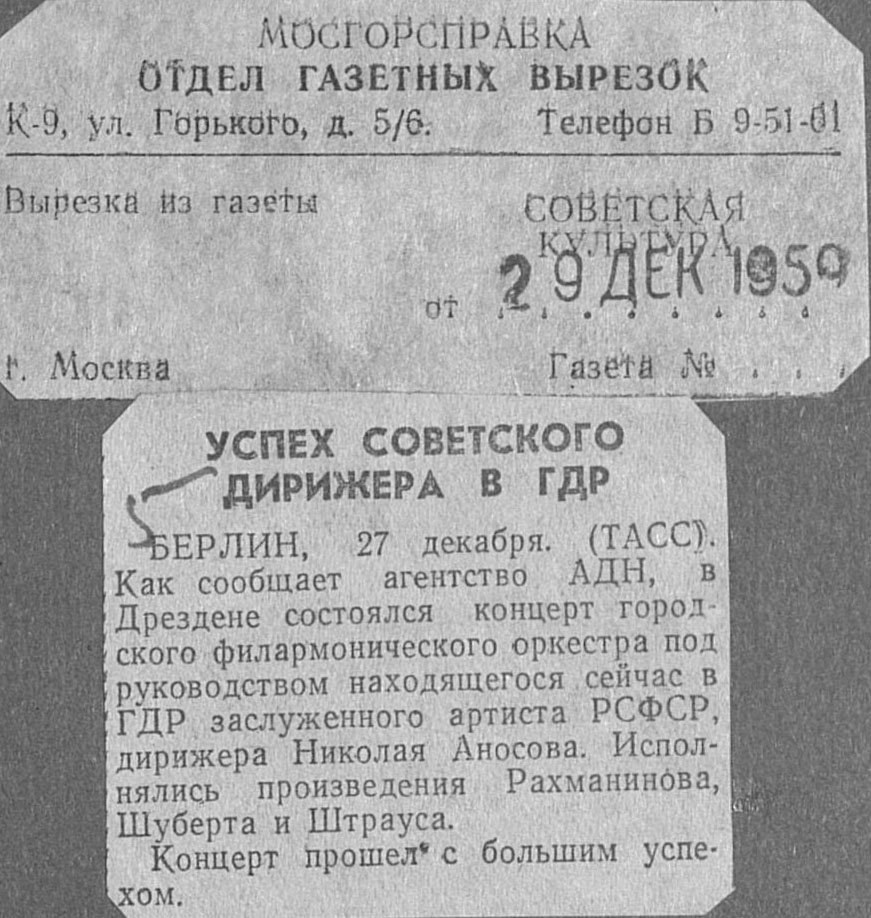 МОСГОРСПРАВКА
ОТДЕЛ ГАЗЕТНЫХ ВЫРЕЗОК
К-9, ул. Горького, д. 5/6. Телефон Б 9-51-01
Вырезка из газеты СОВЕТСКАЯ
КУЛЬТУРА
от 29 ДЕК 1959
г. Москва Газета № . . .
УСПЕХ СОВЕТСКОГО
ДИРИЖЕРА В ГДР
БЕРЛИН, 27 декабря. (ТАСС).
Как сообщает агентство АДН, в
Дрездене состоялся концерт город-
ского филармонического оркестра под
руководством находящегося сейчас в
ГДР заслуженного артиста РСФСР,
дирижера Николая Аносова. Испол-
нялись произведения Рахманинова,
Шуберта и Штрауса.
Концерт прошел с большим успе-
хом.